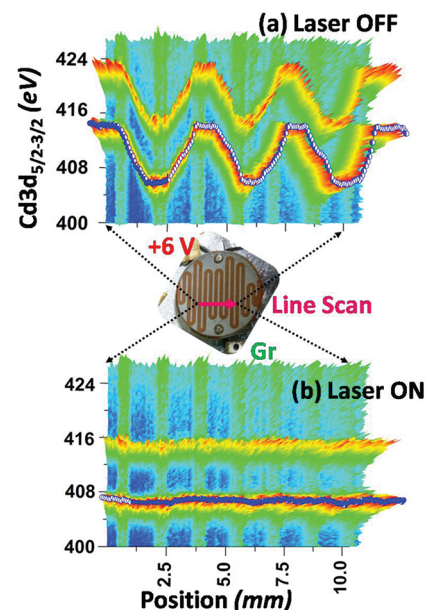 (a) Laser OFF
Cd3d5/2-3/2 (eV)
424
416
408
400
+6 V
Line Scan
Gr
(b) Laser ON
424
416
408
400
2.5
5.0
7.5
10.0
Position (mm)